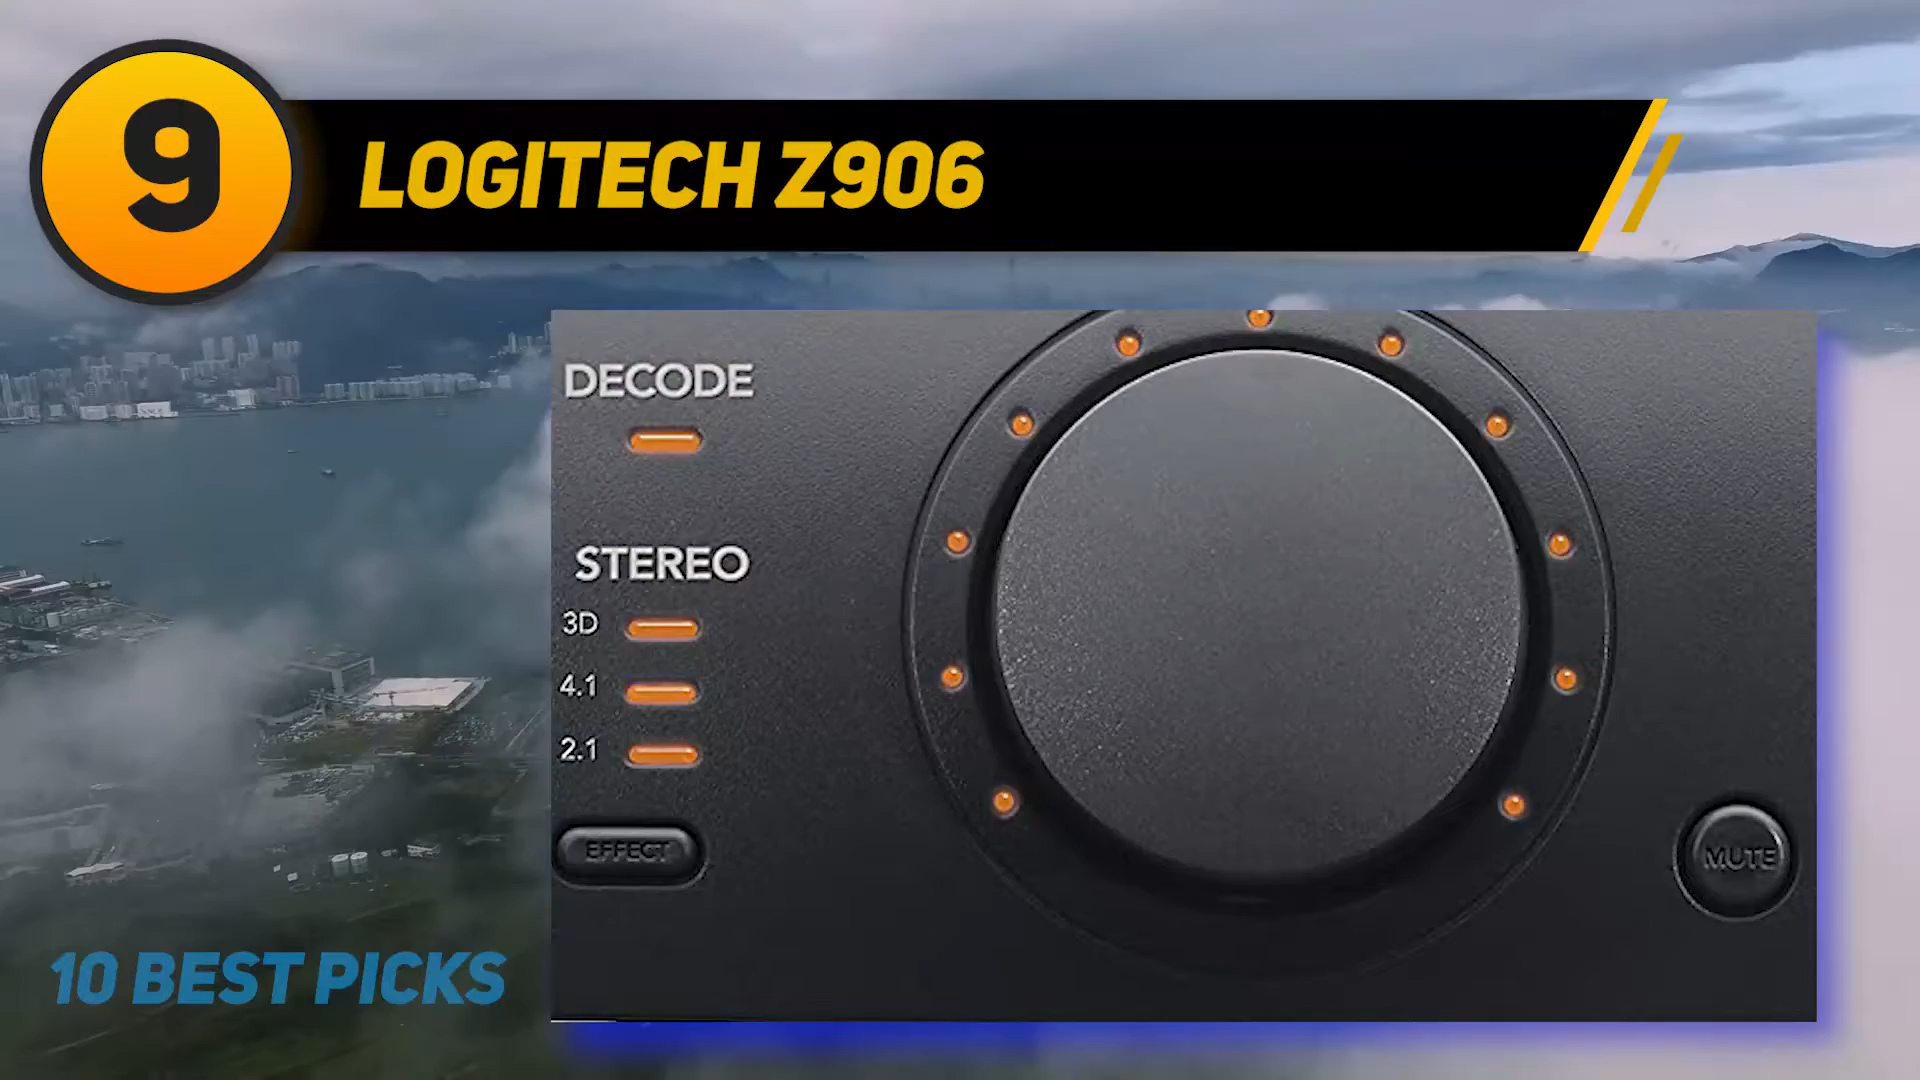 9
LOGITECH Z906
DECODE
STEREO
3D
4.1
2.1
EFFECT
MUTE
10 BEST PICKS